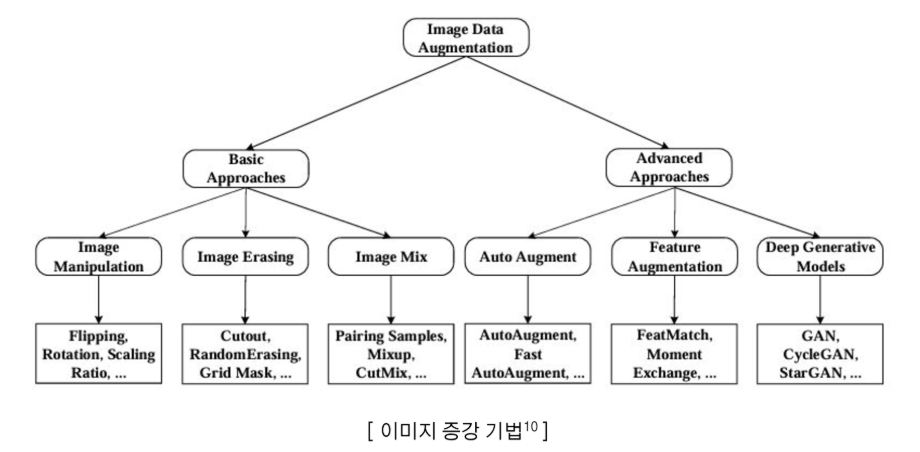 Image Data
Augmentation
Basic
Approaches
Advanced
Approaches
Image
Manipulation
Image Erasing
Image Mix
Auto Augment
Feature
Augmentation
Deep Generative
Models
Flipping,
Rotation, Scaling
Ratio, ...
Cutout,
RandomErasing,
Grid Mask, ...
Pairing Samples,
Mixup,
CutMix, ...
AutoAugment,
Fast
AutoAugment, ...
FeatMatch,
Moment
Exchange, ...
GAN,
CycleGAN,
StarGAN, ...
[ 이미지 증강 기법¹⁰ ]